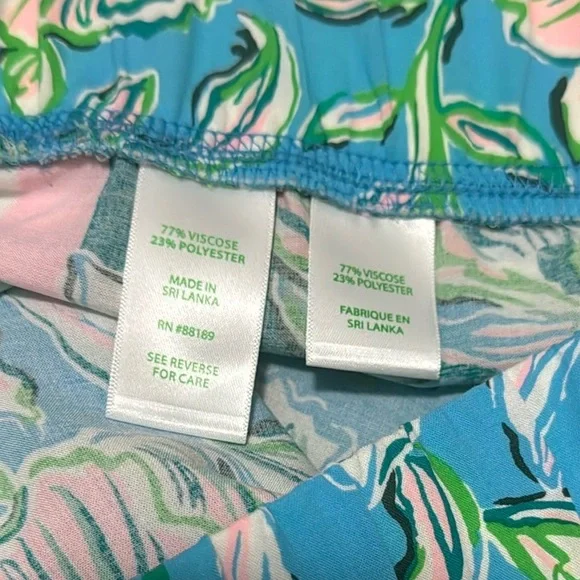 77% VISCOSE
23% POLYESTER
MADE IN
SRI LANKA
RN #88169
SEE REVERSE
FOR CARE
77% VISCOSE
23% POLYESTER
FABRIQUE EN
SRI LANKA